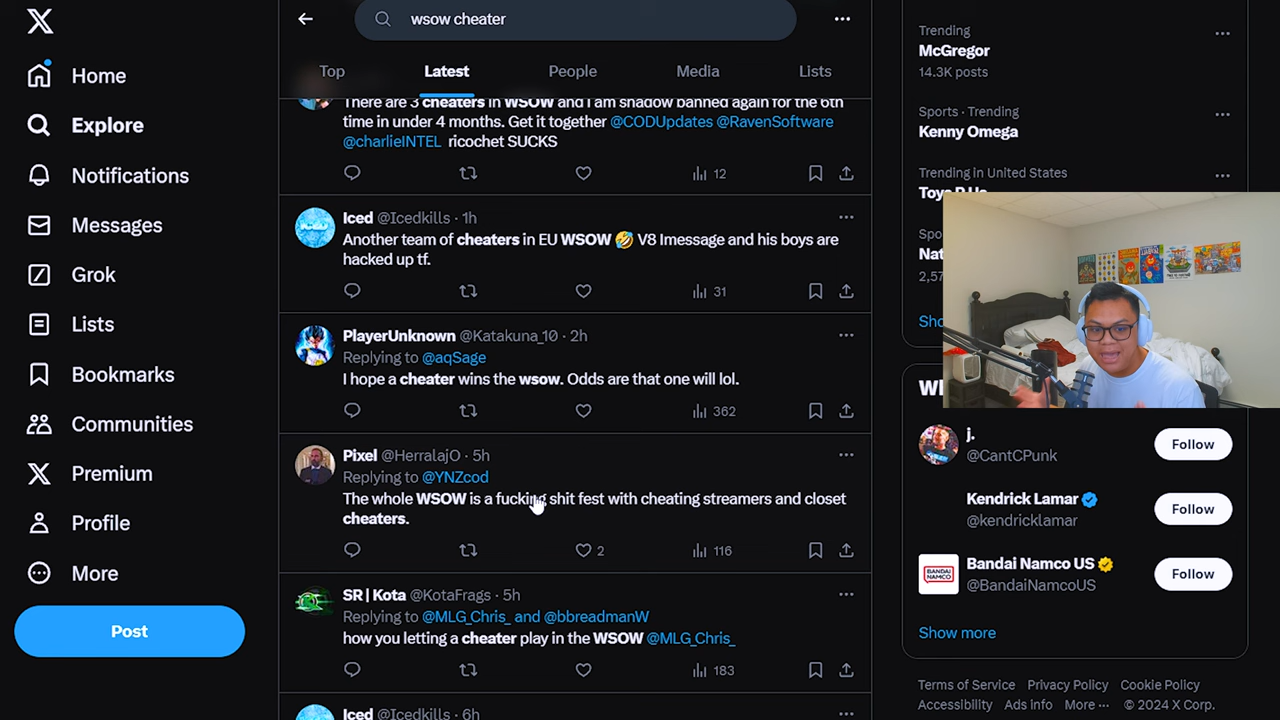 wsow cheater
Top
Latest
People
Media
Lists
Home
Explore
Notifications
Messages
Grok
Lists
Bookmarks
Communities
Premium
Profile
More
Post
There are 3 cheaters in WSOW and I am shadow banned again for the 6th
time in under 4 months. Get it together @CODUpdates @RavenSoftware
@charlieINTEL ricochet SUCKS
12
Iced @Icedkills · 1h
Another team of cheaters in EU WSOW 🤣 V8 Imessage and his boys are
hacked up tf.
31
PlayerUnknown @Katakuna_10 · 2h
Replying to @aqSage
I hope a cheater wins the wsow. Odds are that one will lol.
362
Pixel @HerralajO · 5h
Replying to @YNZcod
The whole WSOW is a fucking shit fest with cheating streamers and closet
cheaters.
2
116
SR | Kota @KotaFrags · 5h
Replying to @MLG_Chris_ and @bbreadmanW
how you letting a cheater play in the WSOW @MLG_Chris_
183
Iced @Icedkills · 6h
Trending
McGregor
14.3K posts
Sports · Trending
Kenny Omega
Trending in United States
j.
@CantCPunk
Follow
Kendrick Lamar
@kendricklamar
Follow
Bandai Namco US
@BandaiNamcoUS
Follow
Show more
Terms of Service Privacy Policy Cookie Policy
Accessibility Ads info More ··· © 2024 X Corp.